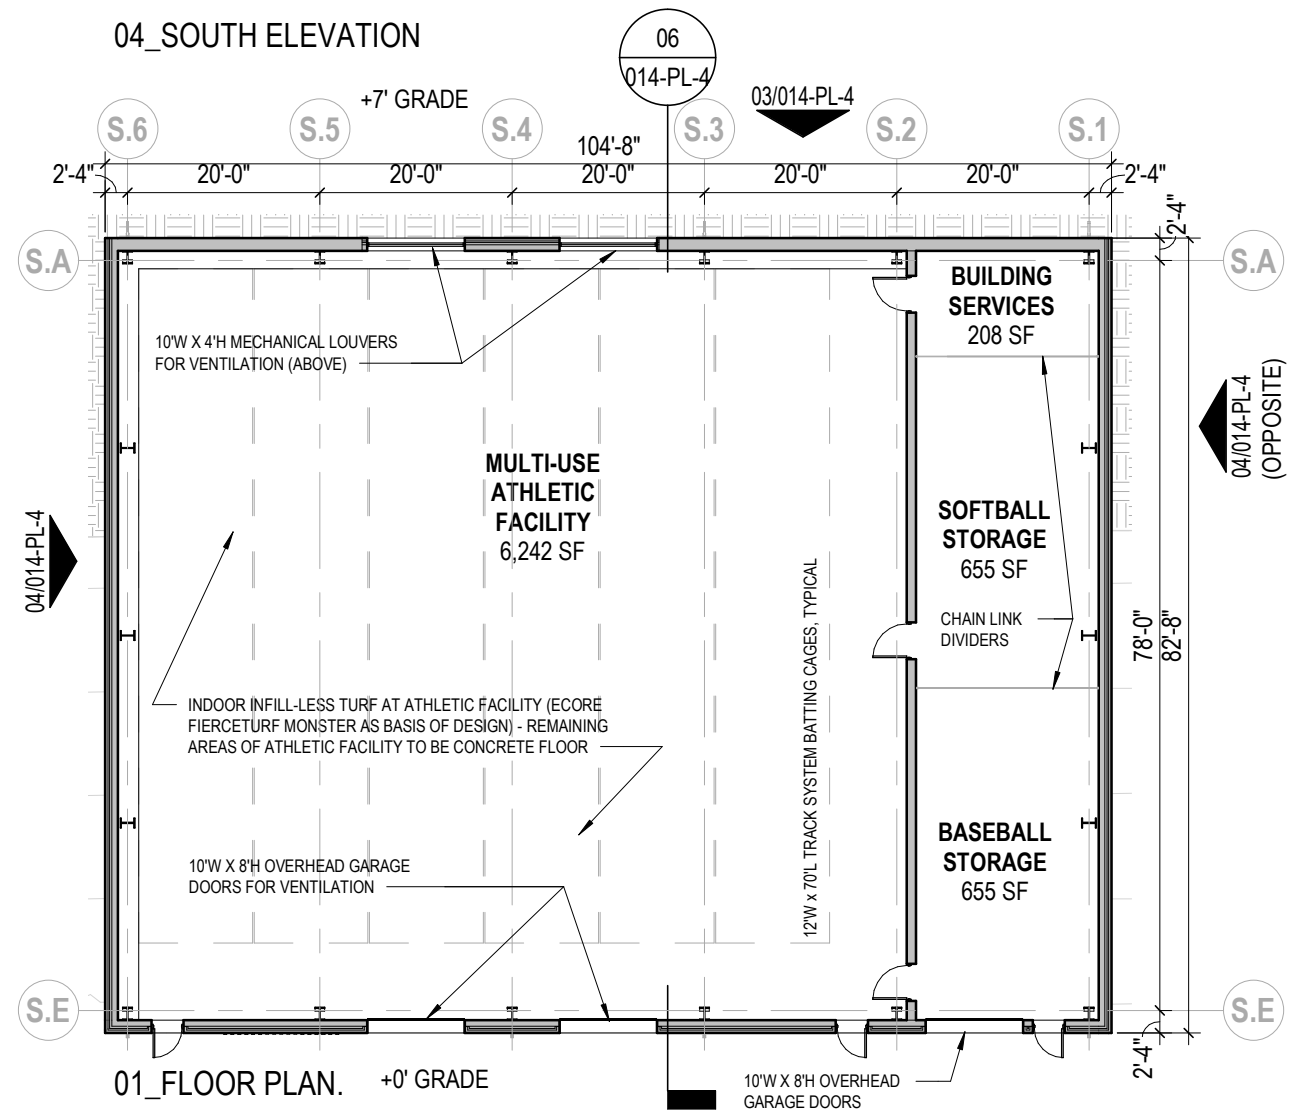 04_SOUTH ELEVATION
06
014-PL-4
+7' GRADE
03/014-PL-4
S.6
S.5
S.4
S.3
S.2
S.1
104'-8"
2'-4"
20'-0"
20'-0"
20'-0"
20'-0"
20'-0"
2'-4"
2'-4"
S.A
S.A
BUILDING
SERVICES
208 SF
10'W X 4'H MECHANICAL LOUVERS
FOR VENTILATION (ABOVE)
04/014-PL-4
(OPPOSITE)
MULTI-USE
ATHLETIC
FACILITY
6,242 SF
SOFTBALL
STORAGE
655 SF
04/014-PL-4
12'W x 70'L TRACK SYSTEM BATTING CAGES, TYPICAL
CHAIN LINK
DIVIDERS
78'-0"
82'-8"
INDOOR INFILL-LESS TURF AT ATHLETIC FACILITY (ECORE
FIERCETURF MONSTER AS BASIS OF DESIGN) - REMAINING
AREAS OF ATHLETIC FACILITY TO BE CONCRETE FLOOR
BASEBALL
STORAGE
655 SF
10'W X 8'H OVERHEAD GARAGE
DOORS FOR VENTILATION
S.E
S.E
2'-4"
01_FLOOR PLAN.
+0' GRADE
10'W X 8'H OVERHEAD
GARAGE DOORS